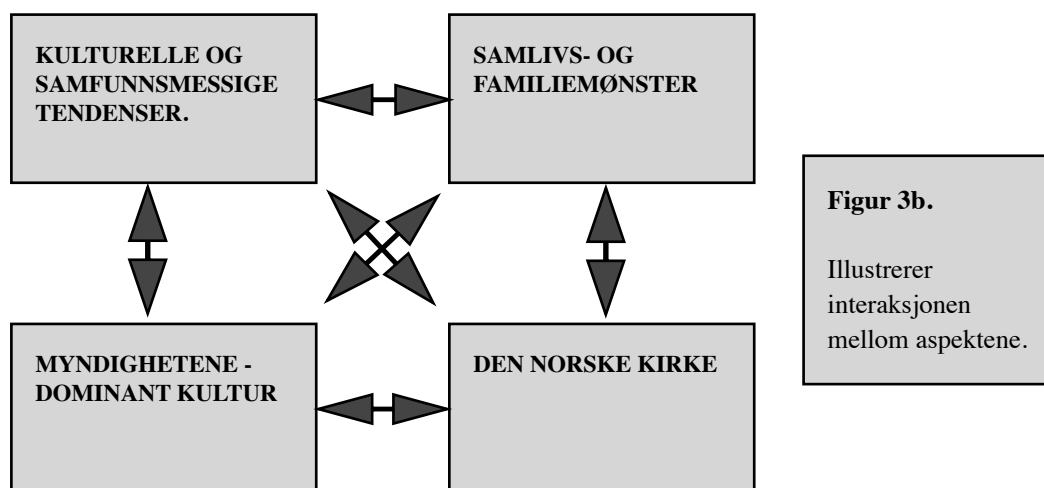 KULTURELLE OG
SAMFUNNSMESSIGE
TENDENSER.
SAMLIVS- OG
FAMILIEMØNSTER
Figur 3b.
Illustrerer
interaksjonen
mellom aspektene.
MYNDIGHETENE -
DOMINANT KULTUR
DEN NORSKE KIRKE